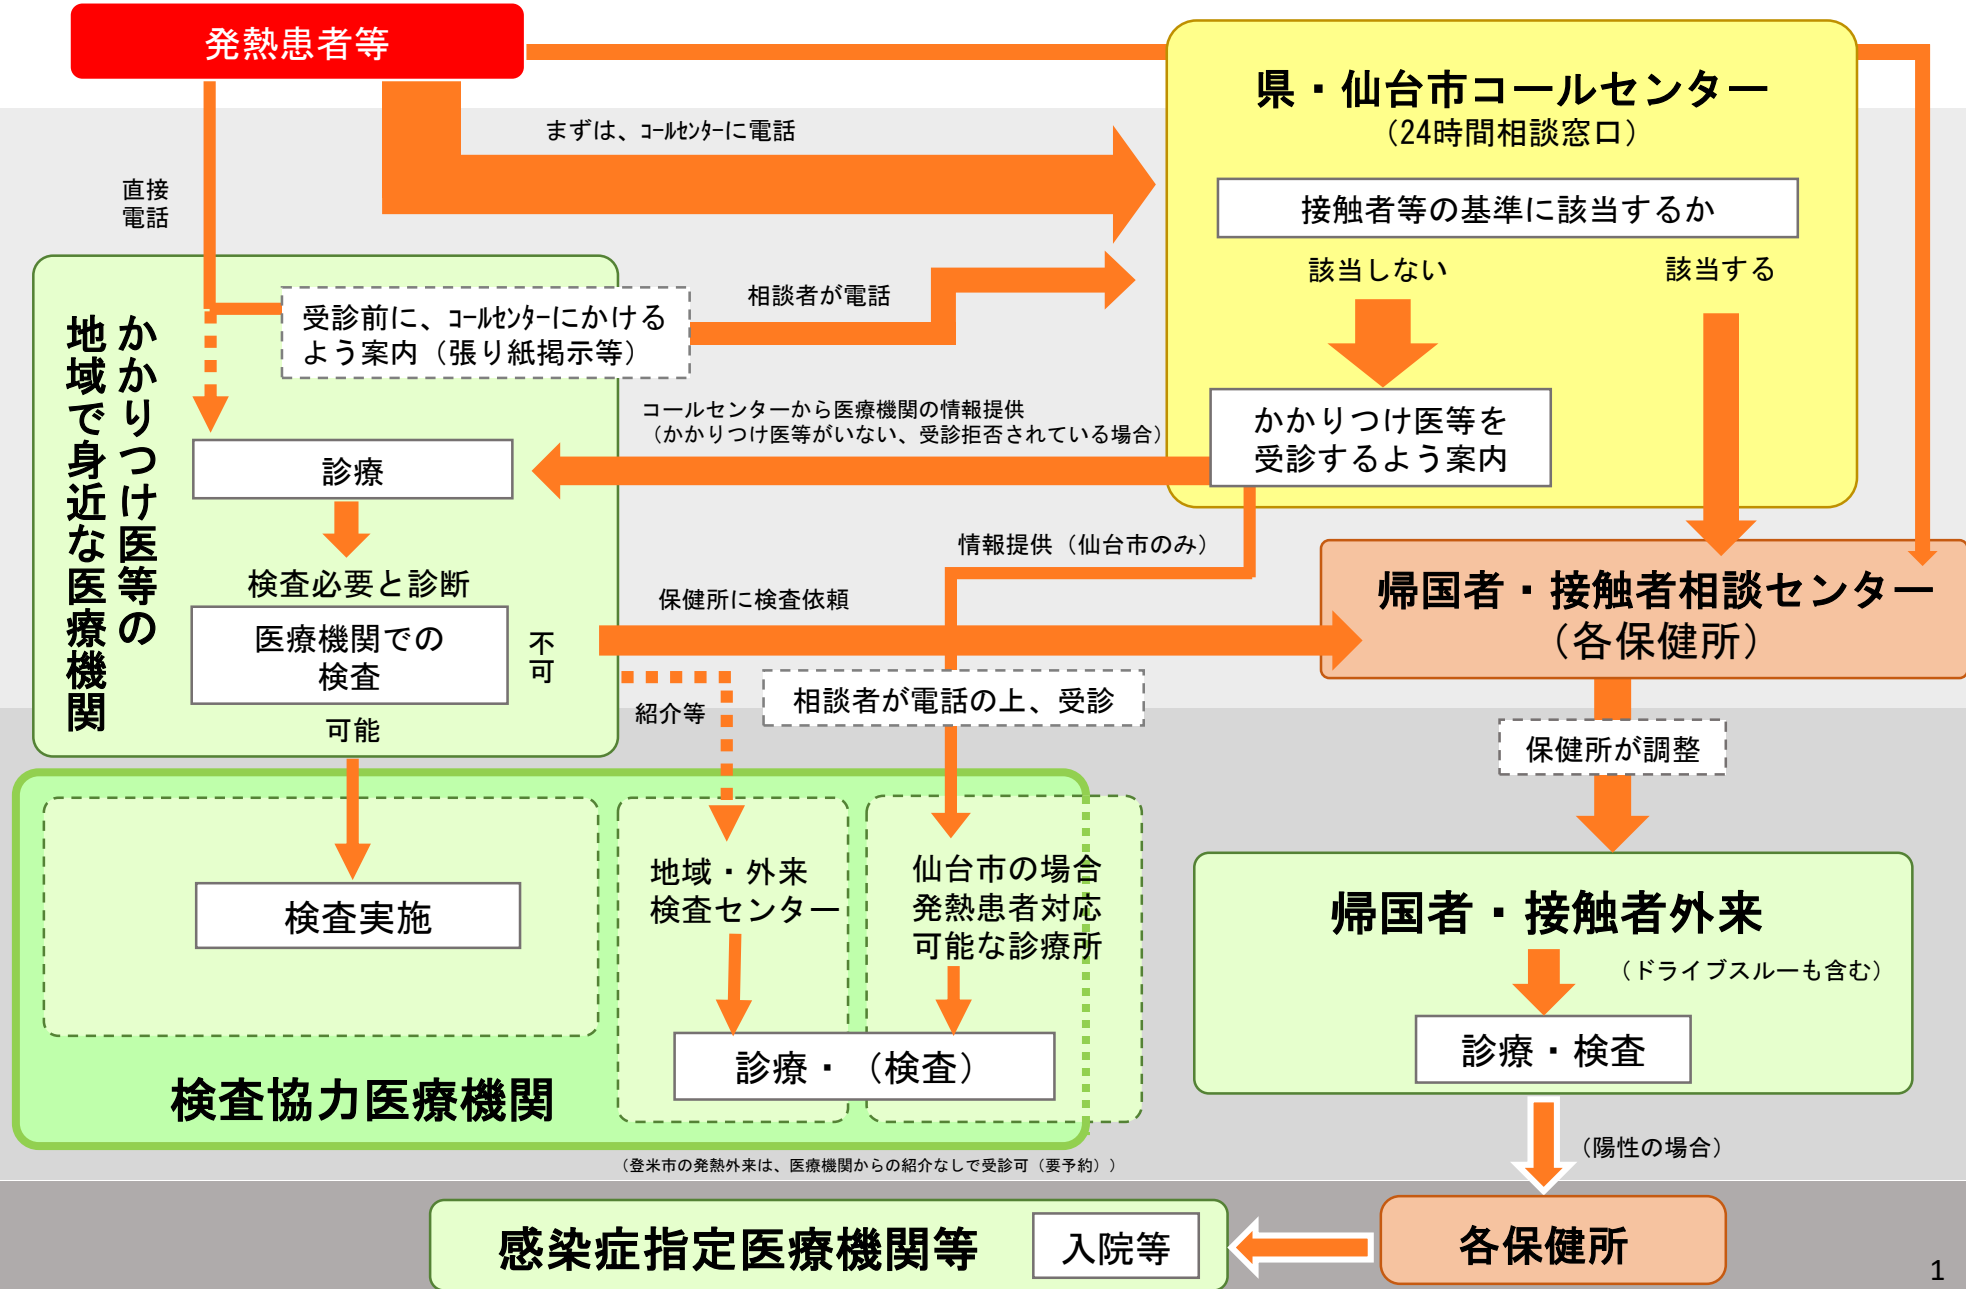 発熱患者等
県・仙台市コールセンター
（24時間相談窓口）
まずは、ｺｰﾙｾﾝﾀｰに電話
直接
電話
接触者等の基準に該当するか
該当しない
該当する
相談者が電話
受診前に、ｺｰﾙｾﾝﾀｰにかける
よう案内（張り紙掲示等）
かかりつけ医等の
地域で身近な医療機関
コールセンターから医療機関の情報提供
（かかりつけ医等がいない、受診拒否されている場合）
かかりつけ医等を
受診するよう案内
診療
情報提供（仙台市のみ）
検査必要と診断
保健所に検査依頼
帰国者・接触者相談センター
（各保健所）
医療機関での
検査
不
可
紹介等
相談者が電話の上、受診
可能
保健所が調整
検査実施
地域・外来
検査センター
仙台市の場合
発熱患者対応
可能な診療所
帰国者・接触者外来
（ドライブスルーも含む）
診療・（検査）
診療・検査
検査協力医療機関
（登米市の発熱外来は、医療機関からの紹介なしで受診可（要予約））
（陽性の場合）
感染症指定医療機関等
入院等
各保健所
1